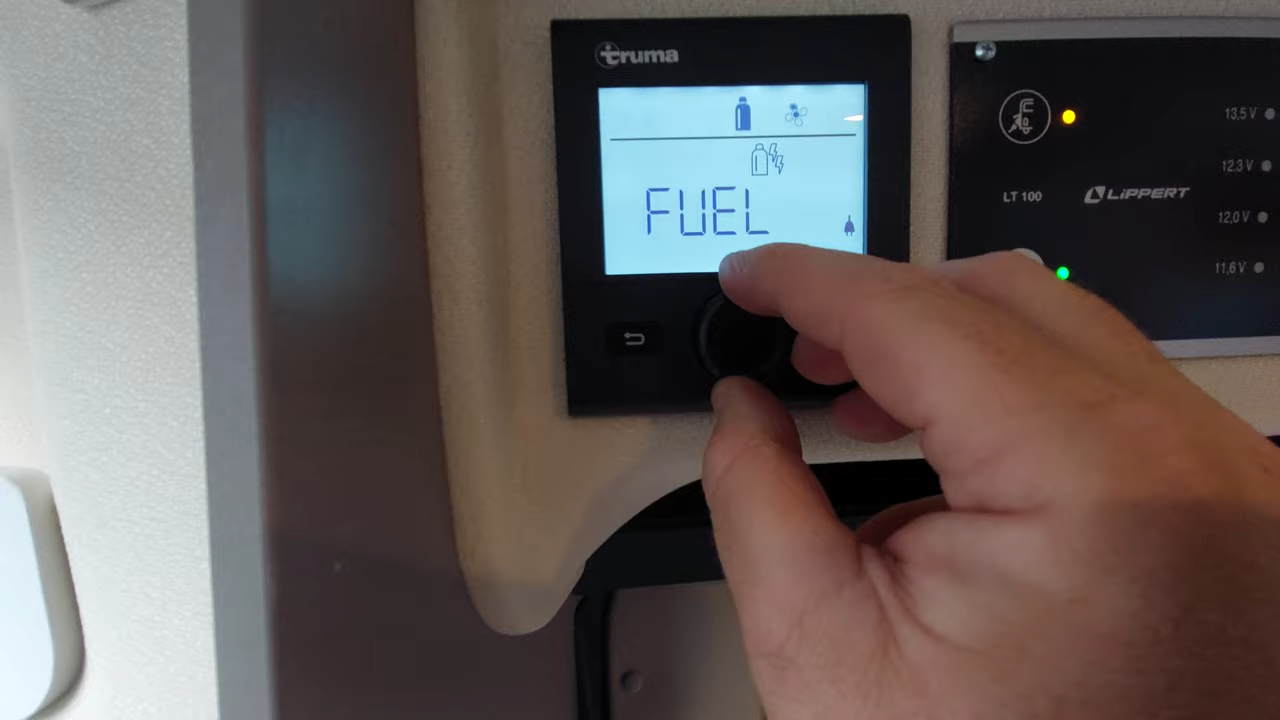 truma
FUEL
LT 100
LiPPERT
13,5 V
12,3 V
12,0 V
11,6 V